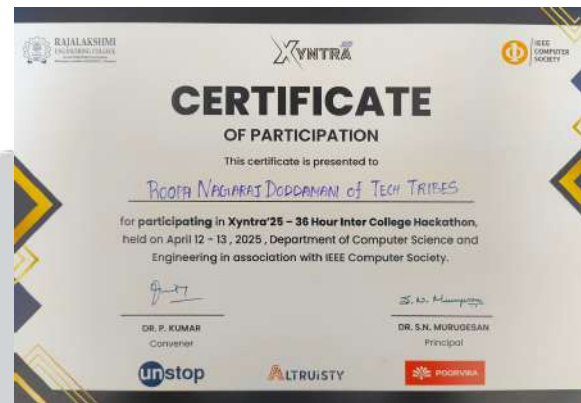 RAJALAKSHMI
ENGINEERING COLLEGE
XYNTRA
IEEE
COMPUTER
SOCIETY
CERTIFICATE
OF PARTICIPATION
This certificate is presented to
ROOPA NAGARAJ DODDAMANI of TECH TRIBES
for participating in Xyntra'25 – 36 Hour Inter College Hackathon,
held on April 12 - 13 , 2025 , Department of Computer Science and
Engineering in association with IEEE Computer Society.
S.N. Murugesan
DR. P. KUMAR
Convener
DR. S.N. MURUGESAN
Principal
unstop
ALTRUiSTY
POORVIKA